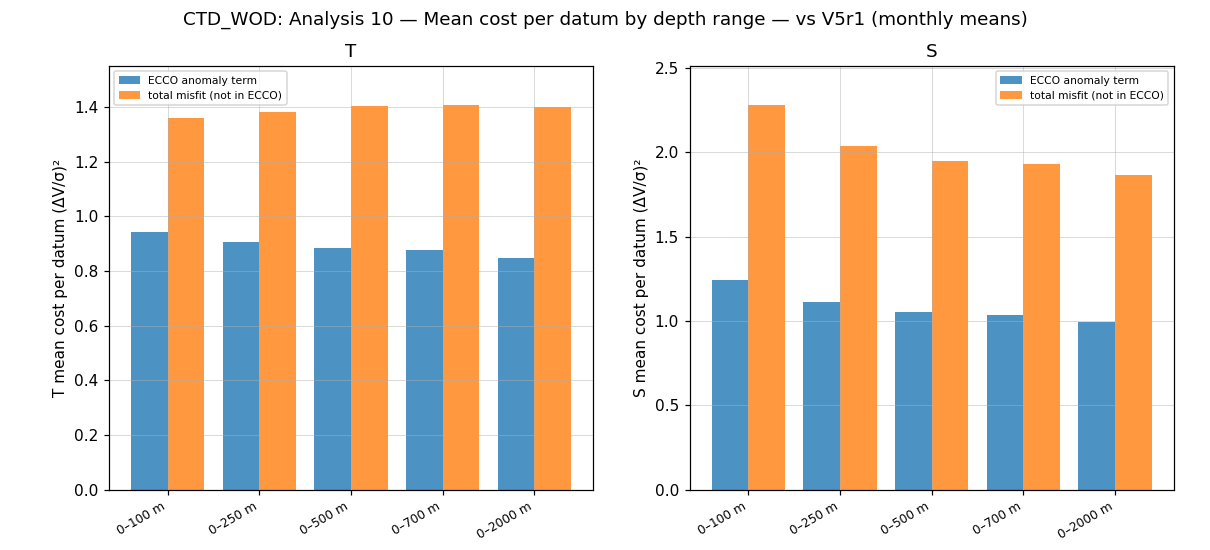 CTD_WOD: Analysis 10 — Mean cost per datum by depth range — vs V5r1 (monthly means)
T
ECCO anomaly term
total misfit (not in ECCO)
T mean cost per datum (ΔV/σ)²
1.4
1.2
1.0
0.8
0.6
0.4
0.2
0.0
0–100 m
0–250 m
0–500 m
0–700 m
0–2000 m
S
ECCO anomaly term
total misfit (not in ECCO)
S mean cost per datum (ΔV/σ)²
2.5
2.0
1.5
1.0
0.5
0.0
0–100 m
0–250 m
0–500 m
0–700 m
0–2000 m